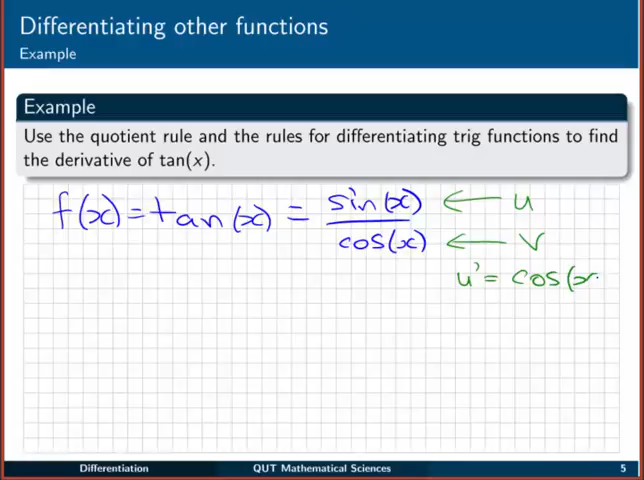 Differentiating other functions
Example
Example
Use the quotient rule and the rules for differentiating trig functions to find
the derivative of tan(x).
f(x) = tan(x) = sin(x) ← u
cos(x) ← v
u' = cos(x
Differentiation QUT Mathematical Sciences 5